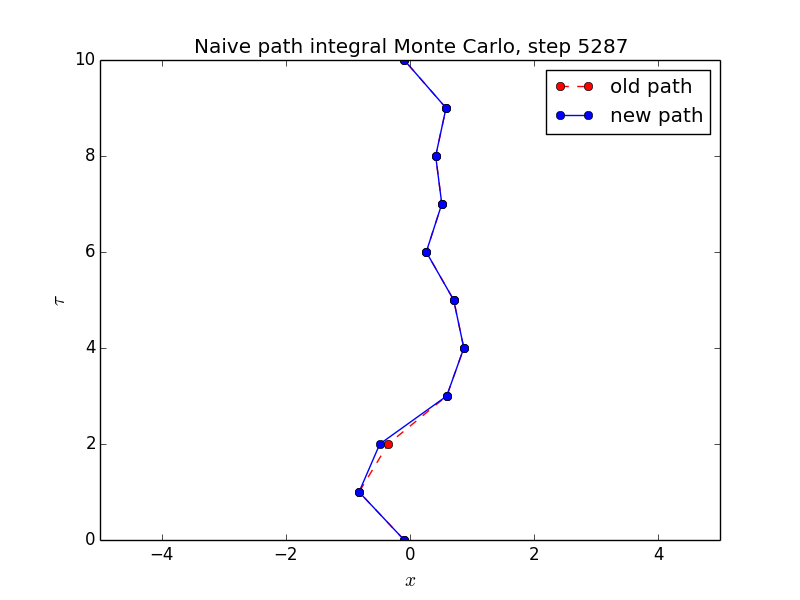 Naive path integral Monte Carlo, step 5287
old path
new path
10
8
6
4
2
0
τ
−4 −2 0 2 4
x